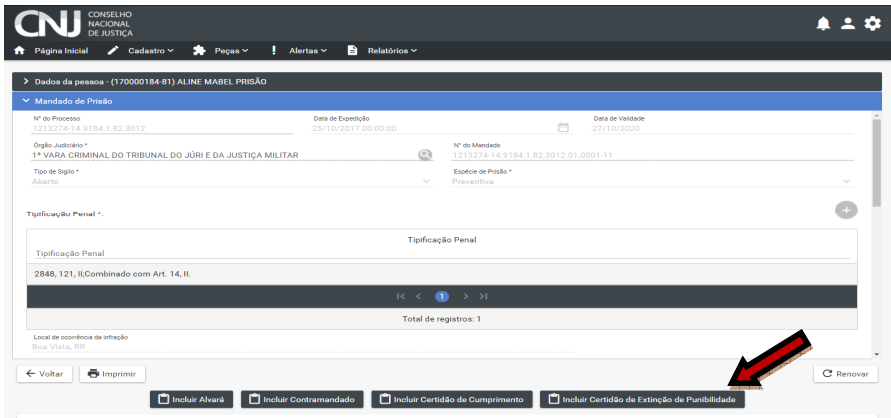 CNJ CONSELHO
NACIONAL
DE JUSTIÇA
Página Inicial Cadastro Peças Alertas Relatórios
Dados da pessoa - (170000184-81) ALINE MABEL PRISÃO
Mandado de Prisão
N° do Processo Data de Expedição Data de Validade
1213274-14.9184.1.82.3012 25/10/2017 00:00:00 27/10/2020
Órgão Judiciário * N° do Mandado
1ª VARA CRIMINAL DO TRIBUNAL DO JÚRI E DA JUSTIÇA MILITAR 1213274-14.9184.1.82.3012.01.0001-11
Tipo de Sigilo * Espécie de Prisão *
Aberto Preventiva
Tipificação Penal *.
Tipificação Penal
Tipificação Penal
2848, 121, II;Combinado com Art. 14, II.
1
Total de registros: 1
Local de ocorrência da infração
Boa Vista, RR
Voltar Imprimir Renovar
Incluir Alvará Incluir Contramandado Incluir Certidão de Cumprimento Incluir Certidão de Extinção de Punibilidade